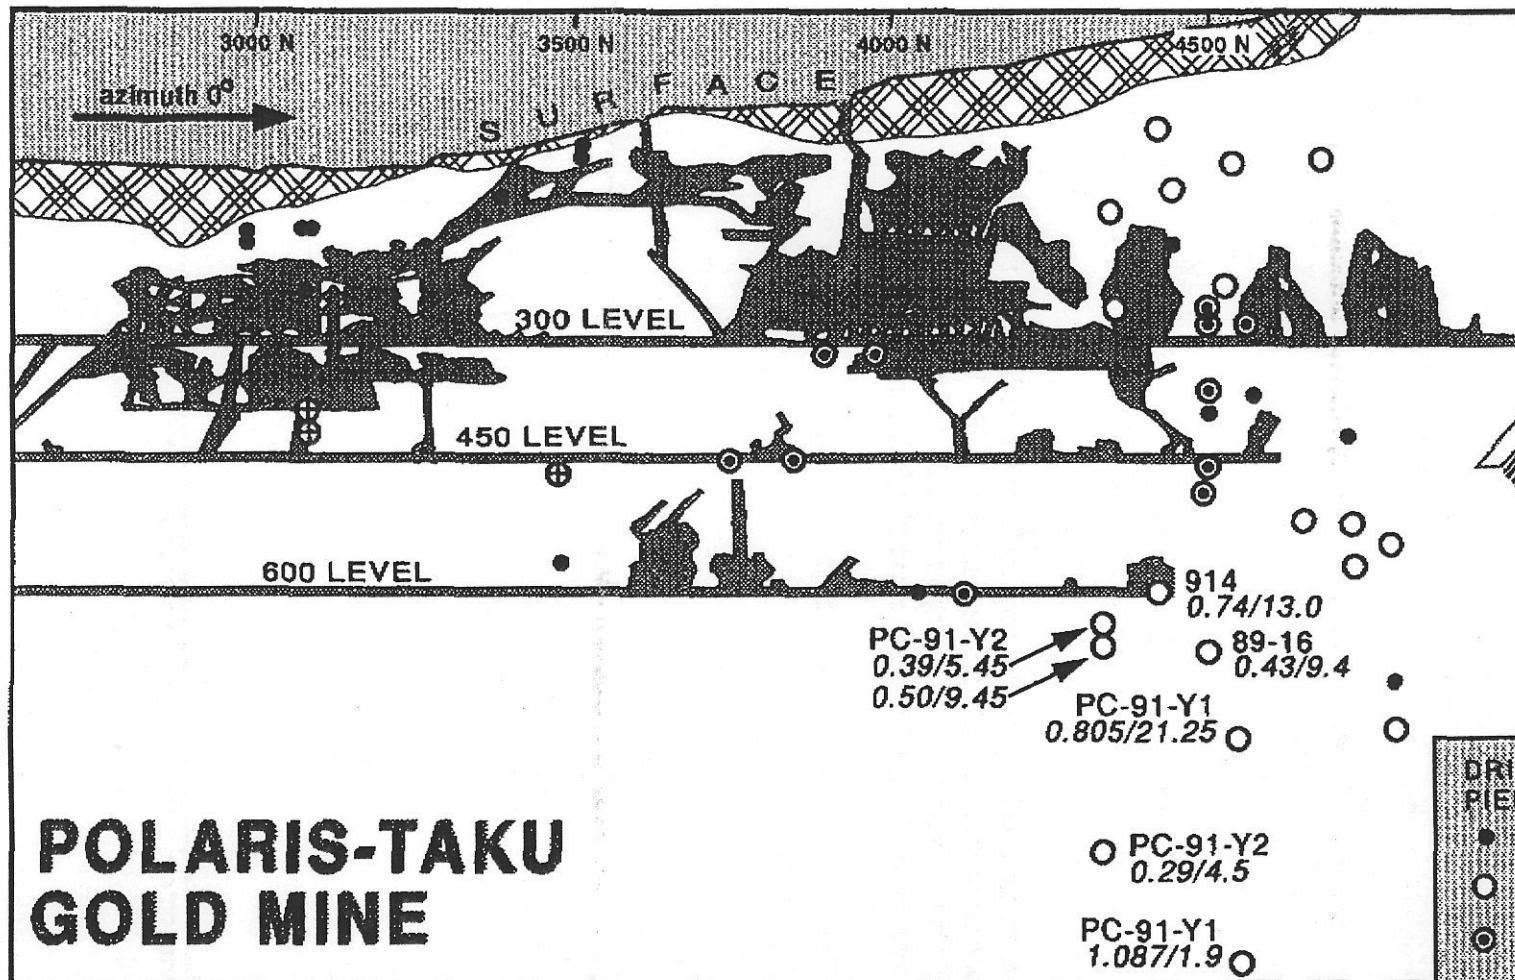 3000 N
3500 N
4000 N
4500 N
azimuth 0°
SURFACE
300 LEVEL
450 LEVEL
600 LEVEL
914
0.74/13.0
PC-91-Y2
0.39/5.45
0.50/9.45
89-16
0.43/9.4
PC-91-Y1
0.805/21.25
DRI
PIE
PC-91-Y2
0.29/4.5
POLARIS-TAKU
GOLD MINE
PC-91-Y1
1.087/1.9